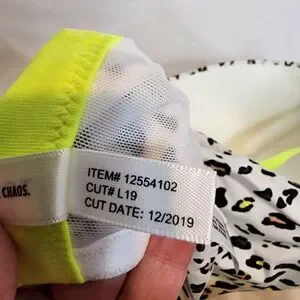 CHAOS.
ITEM# 12554102
CUT# L19
CUT DATE: 12/2019